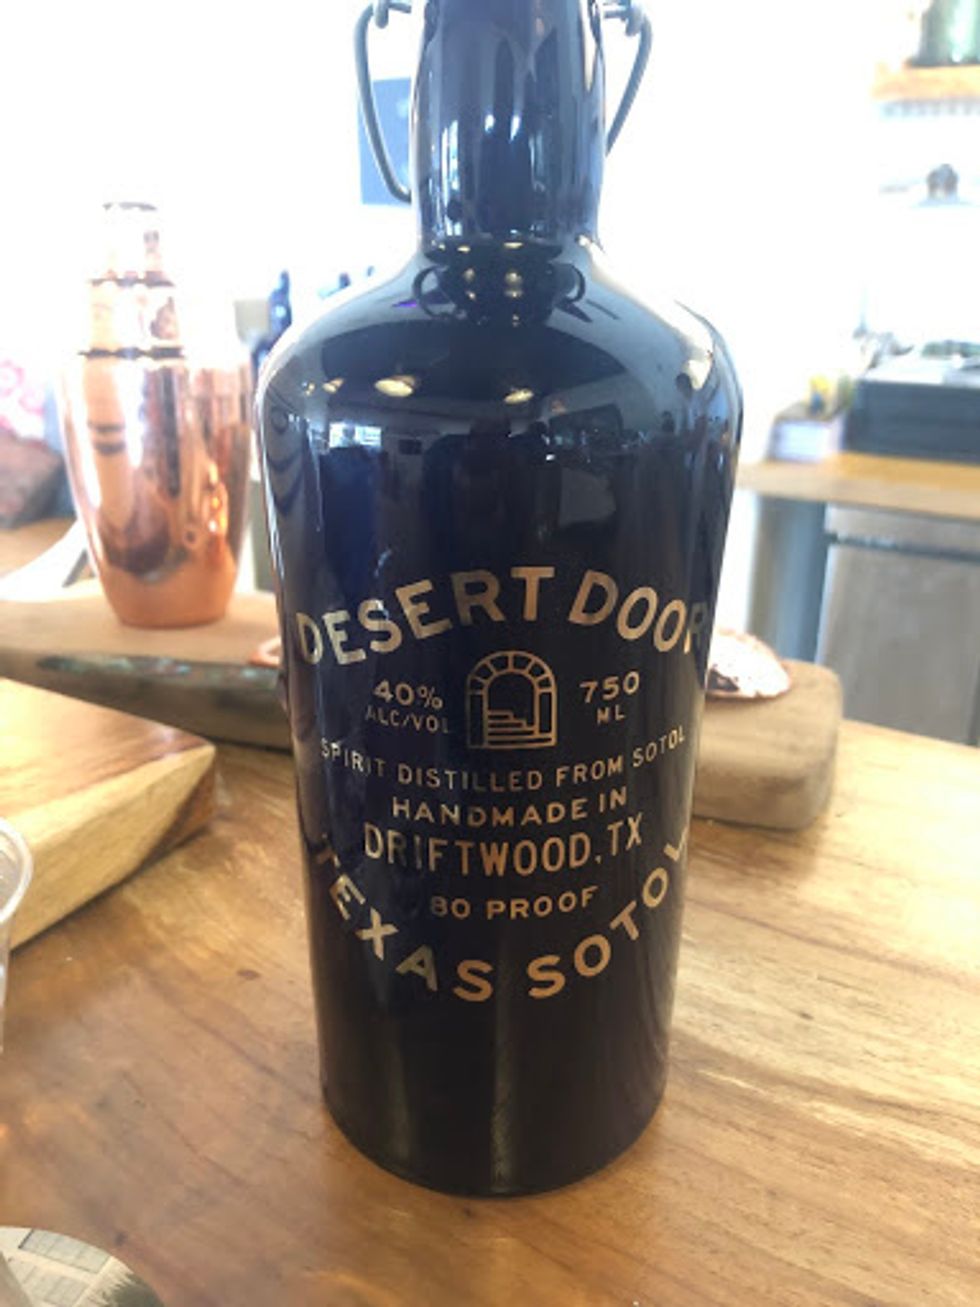 DESERT DOOR
40% ALC/VOL
750 ML
SPIRIT DISTILLED FROM SOTOL
HANDMADE IN
DRIFTWOOD, TX
80 PROOF
TEXAS SOTOL